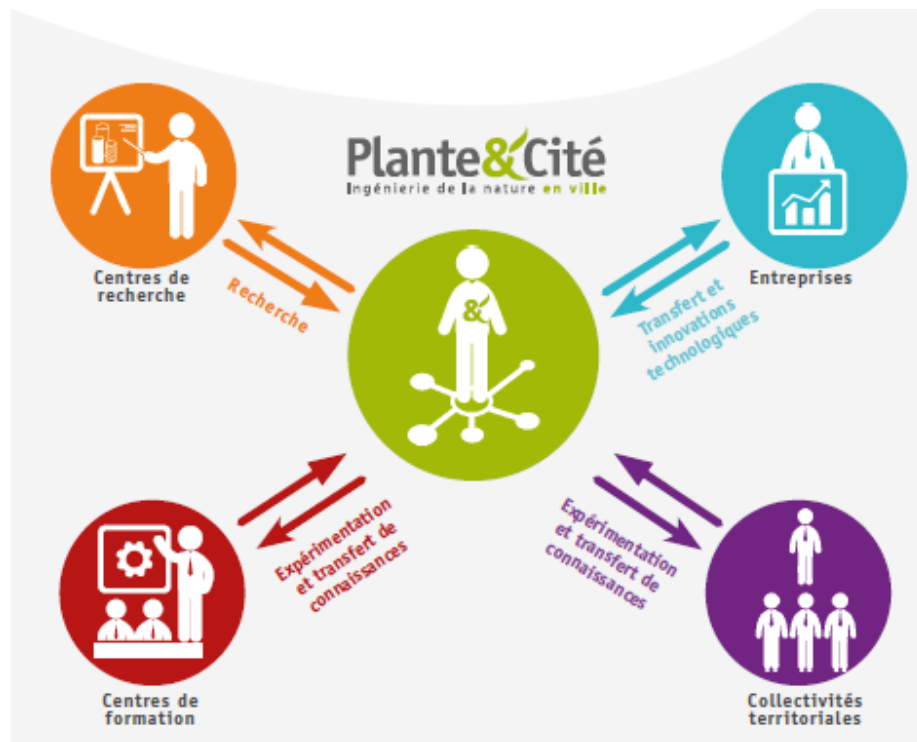 Plante&Cité
Ingénierie de la nature en ville
Centres de
recherche
Recherche
Transfert et
innovations
technologiques
Entreprises
&
Expérimentation
et transfert de
connaissances
Expérimentation
et transfert de
connaissances
Centres de
formation
Collectivités
territoriales